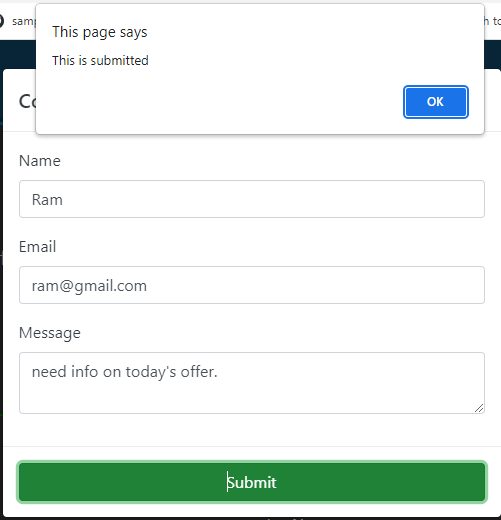 This page says
This is submitted
OK
Name
Ram
Email
ram@gmail.com
Message
need info on today's offer.
Submit